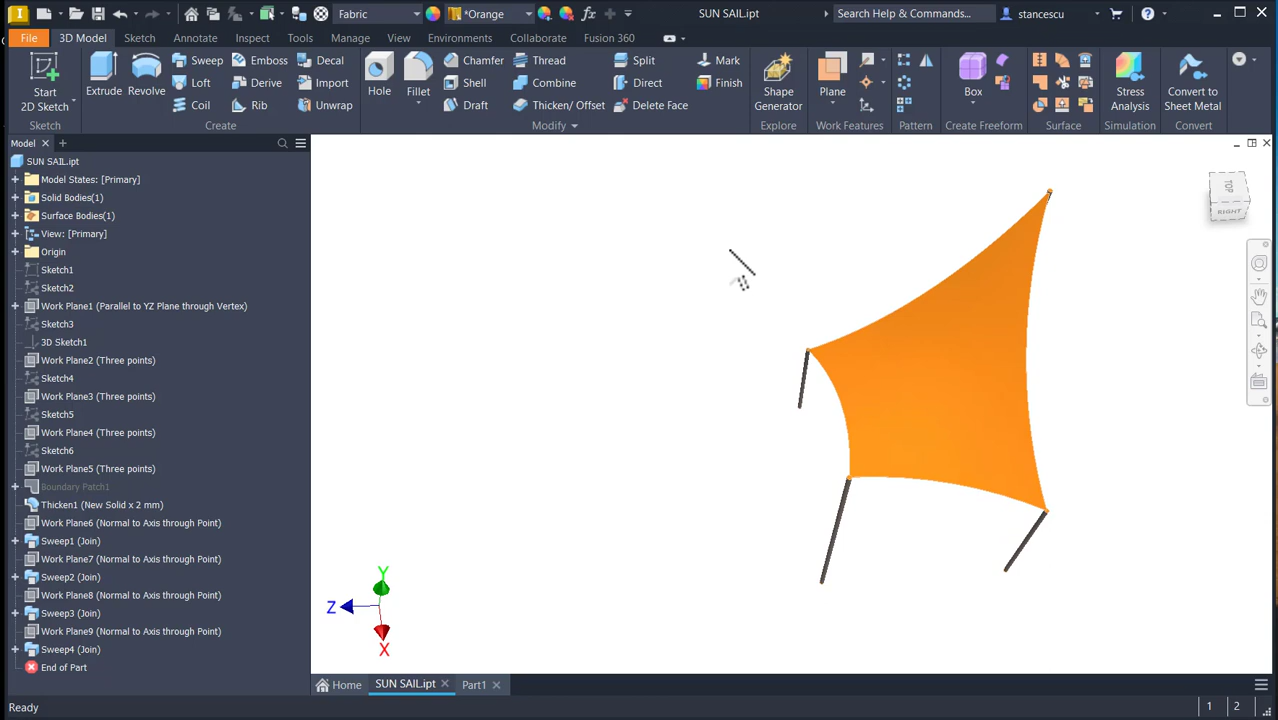 Fabric
*Orange
SUN SAIL.ipt
Search Help & Commands...
stancescu
File
3D Model
Sketch
Annotate
Inspect
Tools
Manage
View
Environments
Collaborate
Fusion 360
Start
2D Sketch
Extrude
Revolve
Sweep
Emboss
Decal
Loft
Derive
Import
Coil
Rib
Unwrap
Hole
Fillet
Chamfer
Thread
Split
Shell
Combine
Direct
Draft
Thicken/ Offset
Delete Face
Mark
Finish
Shape
Generator
Plane
Box
Stress
Analysis
Convert to
Sheet Metal
Sketch
Create
Modify
Explore
Work Features
Pattern
Create Freeform
Surface
Simulation
Convert
Model
SUN SAIL.ipt
Model States: [Primary]
Solid Bodies(1)
Surface Bodies(1)
View: [Primary]
Origin
Sketch1
Sketch2
Work Plane1 (Parallel to YZ Plane through Vertex)
Sketch3
3D Sketch1
Work Plane2 (Three points)
Sketch4
Work Plane3 (Three points)
Sketch5
Work Plane4 (Three points)
Sketch6
Work Plane5 (Three points)
Boundary Patch1
Thicken1 (New Solid x 2 mm)
Work Plane6 (Normal to Axis through Point)
Sweep1 (Join)
Work Plane7 (Normal to Axis through Point)
Sweep2 (Join)
Work Plane8 (Normal to Axis through Point)
Sweep3 (Join)
Work Plane9 (Normal to Axis through Point)
Sweep4 (Join)
End of Part
TOP
RIGHT
Y
Z
X
Home
SUN SAIL.ipt
Part1
Ready
1
2